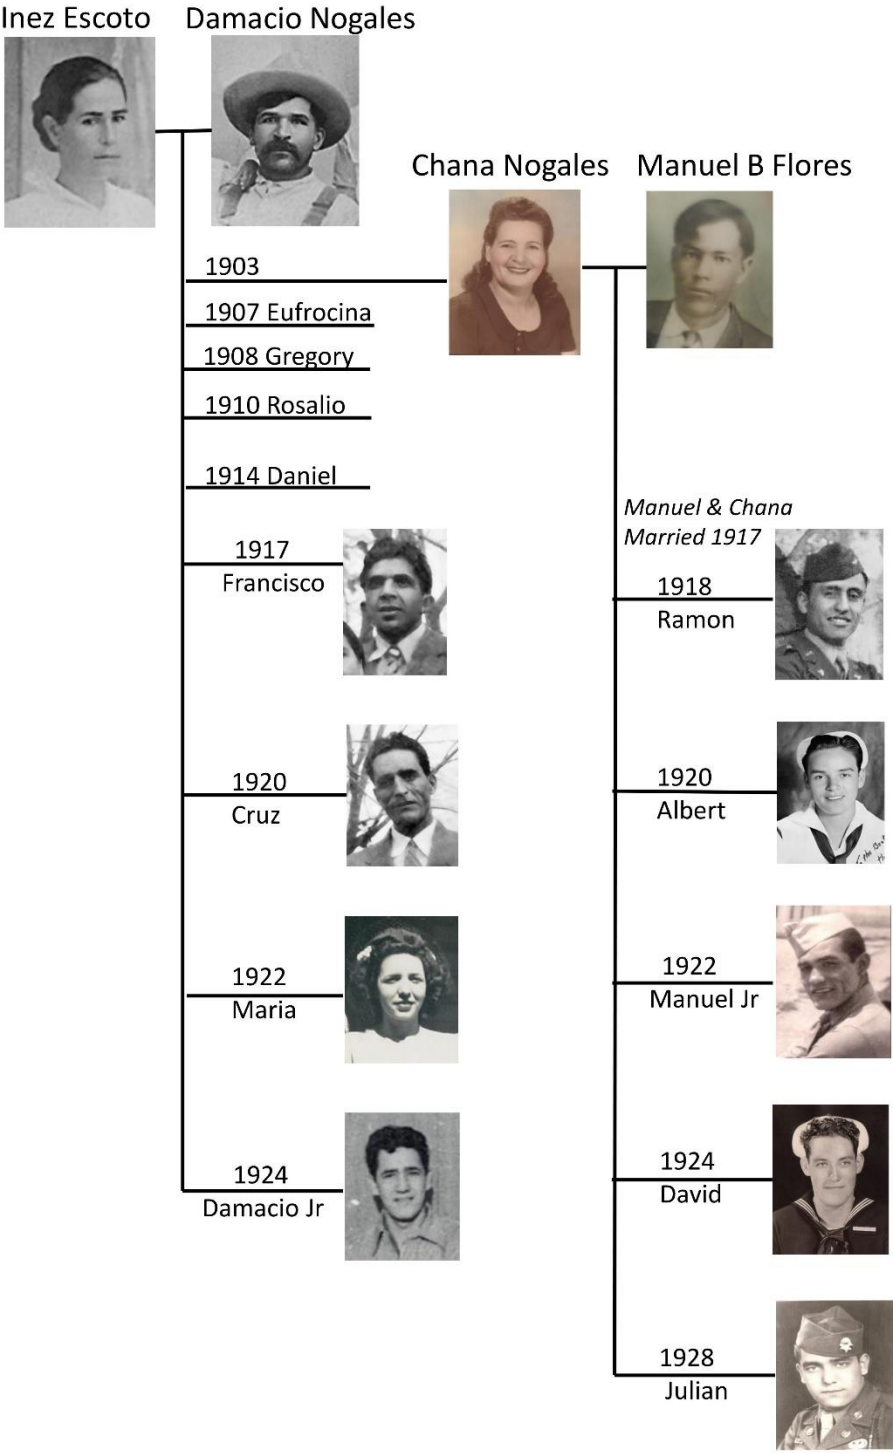 Inez Escoto
Damacio Nogales
Chana Nogales
Manuel B Flores
1903
1907 Eufrocina
1908 Gregory
1910 Rosalio
1914 Daniel
1917
Francisco
1920
Cruz
1922
Maria
1924
Damacio Jr
Manuel & Chana
Married 1917
1918
Ramon
1920
Albert
1922
Manuel Jr
1924
David
1928
Julian